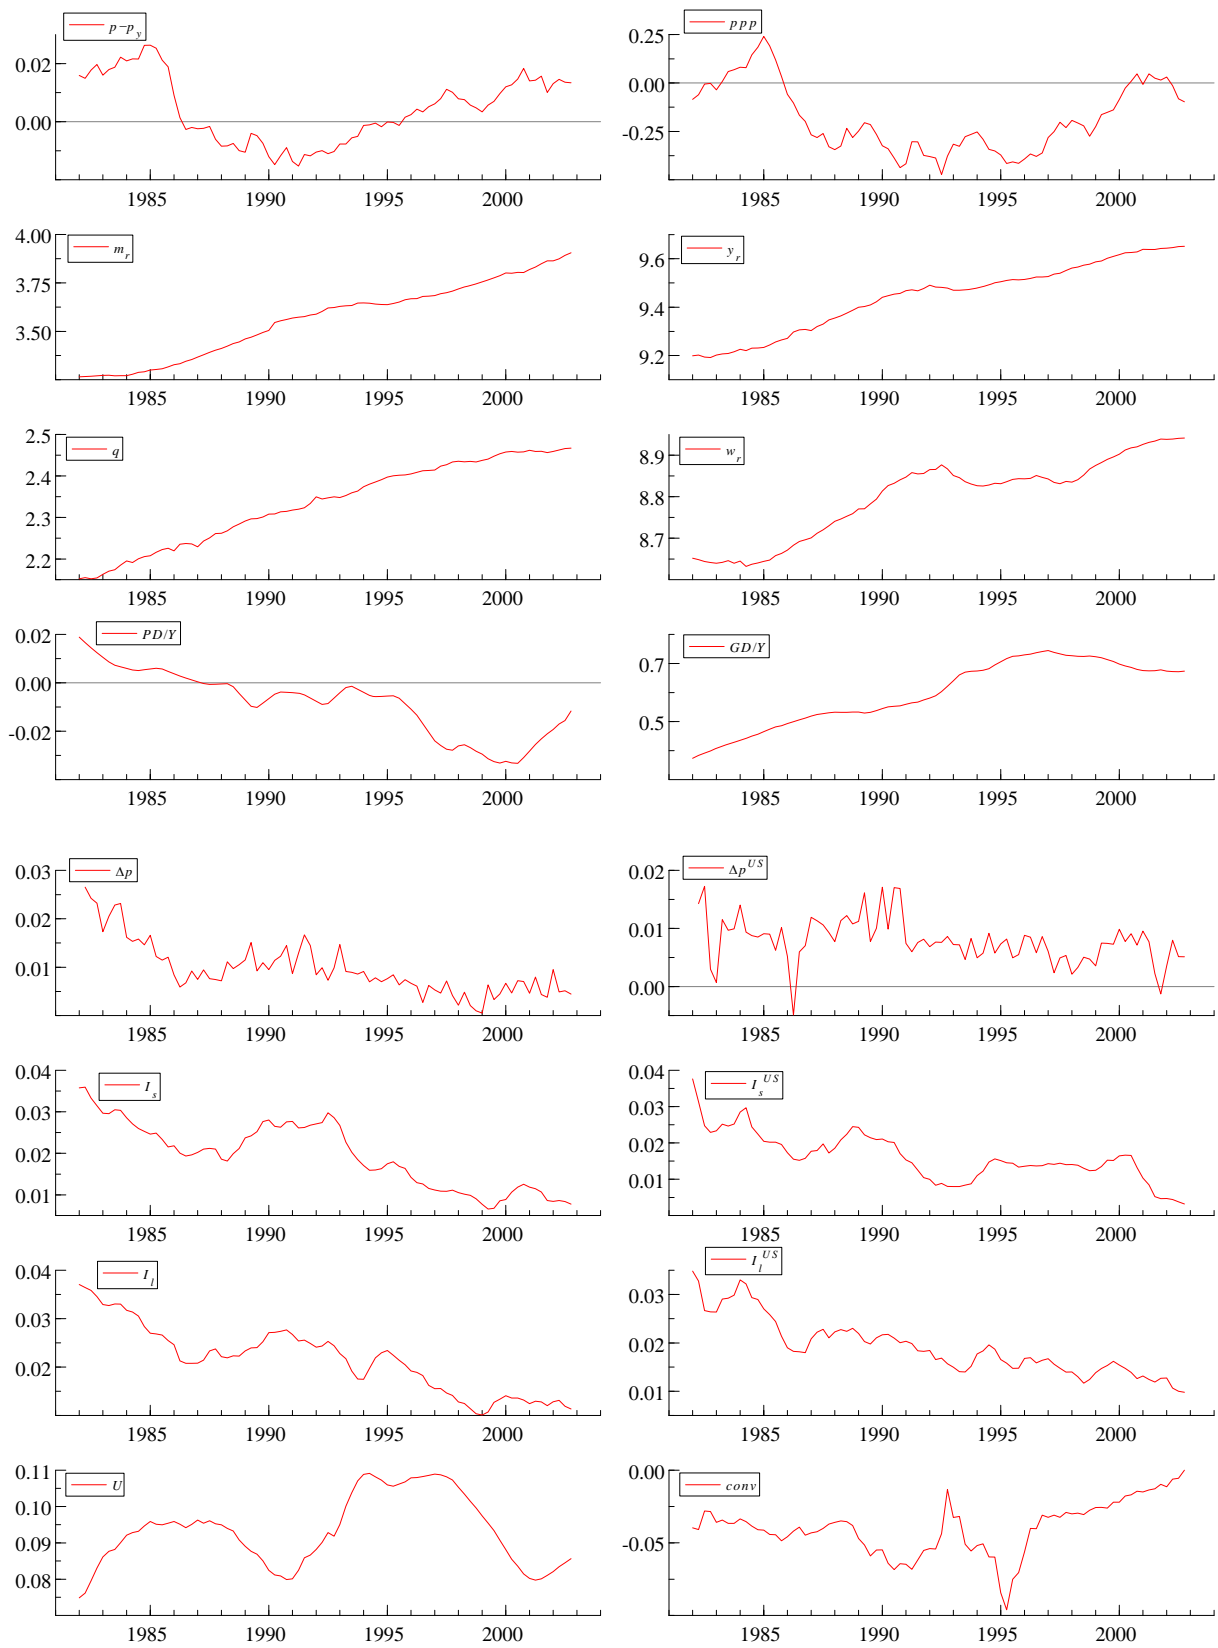 p-p_y
0.02
0.00
1985 1990 1995 2000
ppp
0.25
0.00
-0.25
1985 1990 1995 2000
m_r
4.00
3.75
3.50
1985 1990 1995 2000
y_r
9.6
9.4
9.2
1985 1990 1995 2000
q
2.5
2.4
2.3
2.2
1985 1990 1995 2000
w_r
8.9
8.8
8.7
1985 1990 1995 2000
PD/Y
0.02
0.00
-0.02
1985 1990 1995 2000
GD/Y
0.7
0.5
1985 1990 1995 2000
Δp
0.03
0.02
0.01
1985 1990 1995 2000
Δp^US
0.02
0.01
0.00
1985 1990 1995 2000
I_s
0.04
0.03
0.02
0.01
1985 1990 1995 2000
I_s^US
0.04
0.03
0.02
0.01
1985 1990 1995 2000
I_l
0.04
0.03
0.02
1985 1990 1995 2000
I_l^US
0.03
0.02
0.01
1985 1990 1995 2000
U
0.11
0.10
0.09
0.08
1985 1990 1995 2000
conv
0.00
-0.05
1985 1990 1995 2000